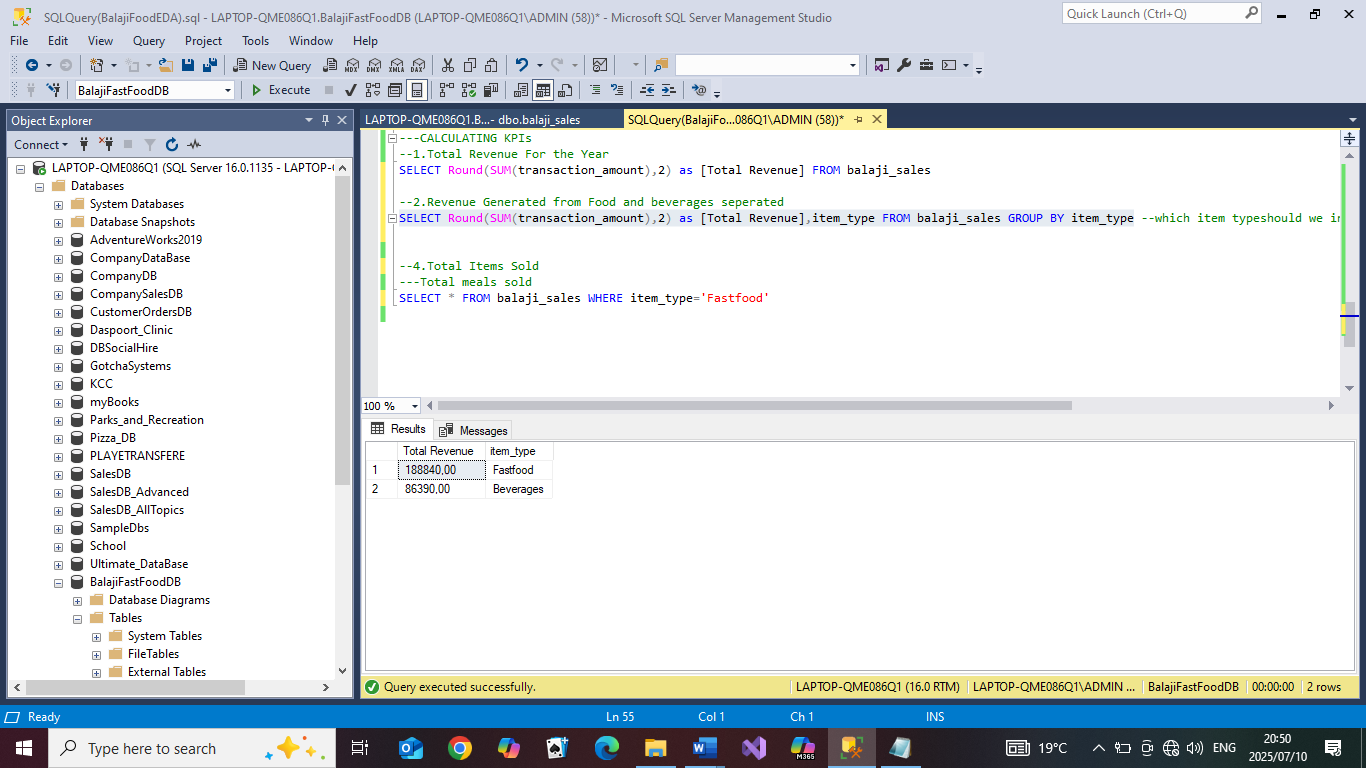 SQLQuery(BalajiFoodEDA).sql - LAPTOP-QME086Q1.BalajiFastFoodDB (LAPTOP-QME086Q1\ADMIN (58))* - Microsoft SQL Server Management Studio
Quick Launch (Ctrl+Q)
File Edit View Query Project Tools Window Help
New Query MDX DMX XMLA DAX
BalajiFastFoodDB Execute
Object Explorer
Connect
LAPTOP-QME086Q1 (SQL Server 16.0.1135 - LAPTOP-
Databases
System Databases
Database Snapshots
AdventureWorks2019
CompanyDataBase
CompanyDB
CompanySalesDB
CustomerOrdersDB
Daspoort_Clinic
DBSocialHire
GotchaSystems
KCC
myBooks
Parks_and_Recreation
Pizza_DB
PLAYETRANSFERE
SalesDB
SalesDB_Advanced
SalesDB_AllTopics
SampleDbs
School
Ultimate_DataBase
BalajiFastFoodDB
Database Diagrams
Tables
System Tables
FileTables
External Tables
LAPTOP-QME086Q1.B...- dbo.balaji_sales
SQLQuery(BalajiFo...086Q1\ADMIN (58))*
---CALCULATING KPIs
--1.Total Revenue For the Year
SELECT Round(SUM(transaction_amount),2) as [Total Revenue] FROM balaji_sales
--2.Revenue Generated from Food and beverages seperated
SELECT Round(SUM(transaction_amount),2) as [Total Revenue],item_type FROM balaji_sales GROUP BY item_type --which item typeshould we in
--4.Total Items Sold
---Total meals sold
SELECT * FROM balaji_sales WHERE item_type='Fastfood'
100 %
Results Messages
Total Revenue item_type
1 188840,00 Fastfood
2 86390,00 Beverages
Query executed successfully. LAPTOP-QME086Q1 (16.0 RTM) LAPTOP-QME086Q1\ADMIN ... BalajiFastFoodDB 00:00:00 2 rows
Ready Ln 55 Col 1 Ch 1 INS
Type here to search
M365
19°C ENG
20:50
2025/07/10